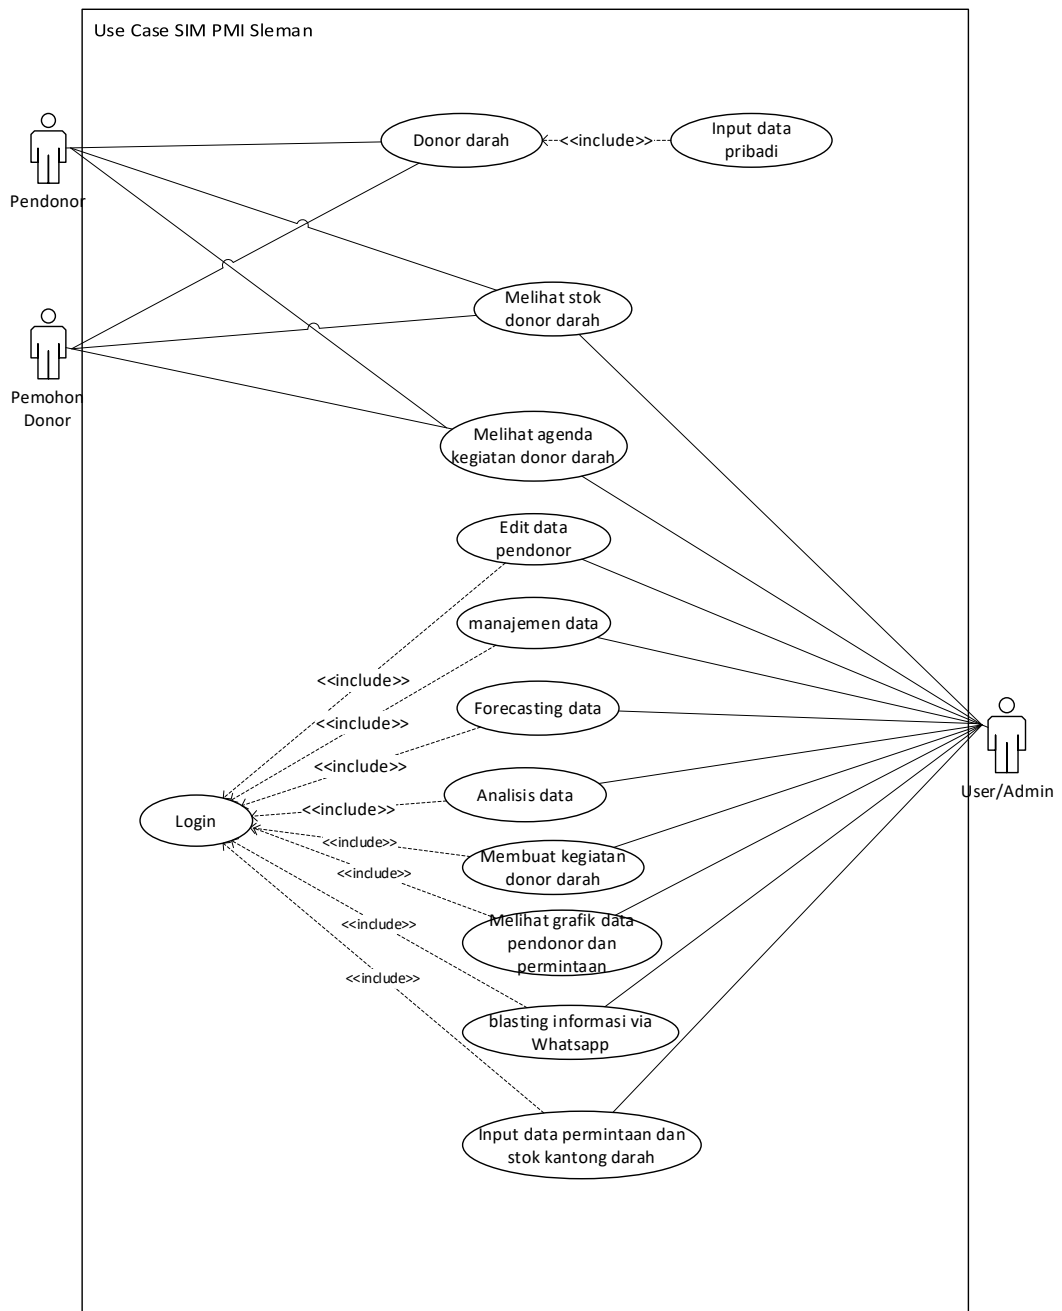 Use Case SIM PMI Sleman
Pendonor
Donor darah
<<include>>
Input data
pribadi
Melihat stok
donor darah
Pemohon
Donor
Melihat agenda
kegiatan donor darah
Edit data
pendonor
manajemen data
<<include>>
Forecasting data
<<include>>
<<include>>
User/Admin
Analisis data
<<include>>
Login
<<include>>
Membuat kegiatan
donor darah
<<include>>
Melihat grafik data
pendonor dan
permintaan
<<include>>
<<include>>
blasting informasi via
Whatsapp
Input data permintaan dan
stok kantong darah